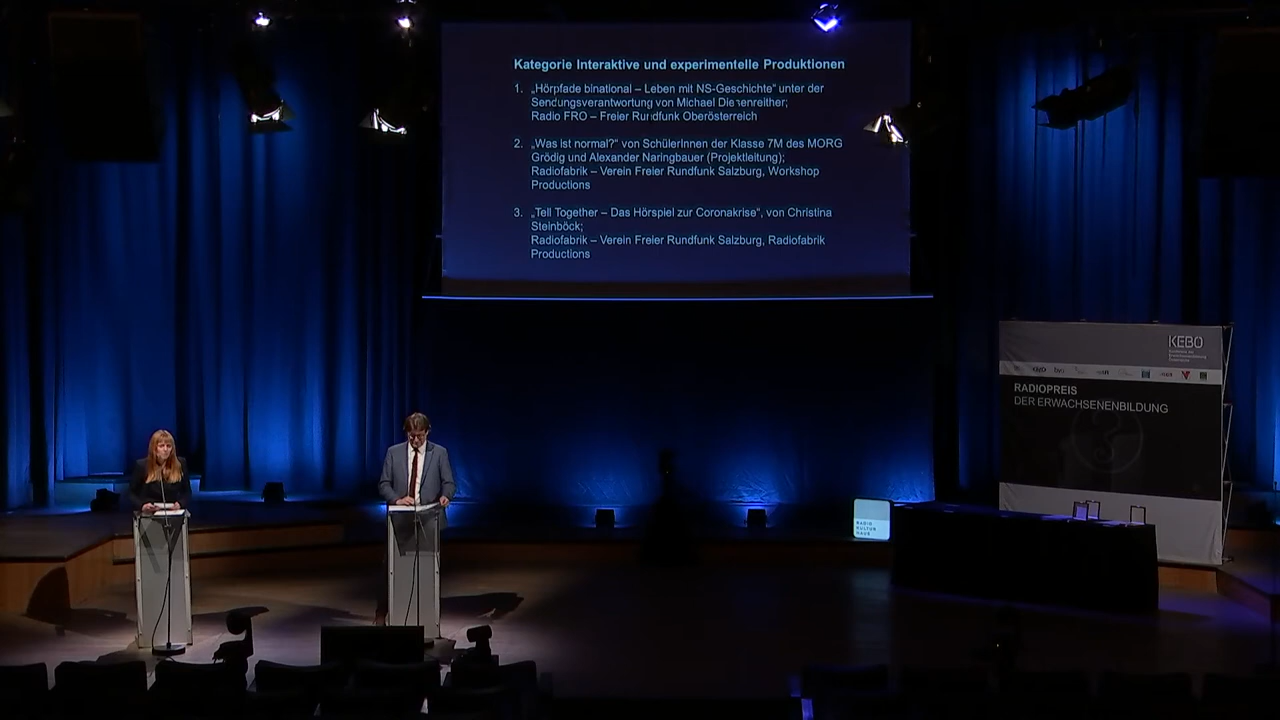 Kategorie Interaktive und experimentelle Produktionen
1. „Hörpfade binational – Leben mit NS-Geschichte“ unter der
Sendungsverantwortung von Michael Diesenreither;
Radio FRO – Freier Rundfunk Oberösterreich
2. „Was ist normal?“ von SchülerInnen der Klasse 7M des MORG
Grödig und Alexander Naringbauer (Projektleitung);
Radiofabrik – Verein Freier Rundfunk Salzburg, Workshop
Productions
3. „Tell Together – Das Hörspiel zur Coronakrise“, von Christina
Steinböck;
Radiofabrik – Verein Freier Rundfunk Salzburg, Radiofabrik
Productions
KEBÖ
RADIOPREIS
DER ERWACHSENENBILDUNG
RADIO
KULTUR
HAUS